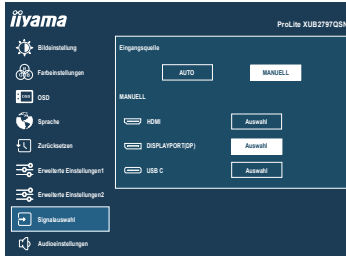 iiyama
ProLite XUB2797QSN
Bildeinstellung
Farbeinstellungen
OSD
OSD
Sprache
Zurücksetzen
Erweiterte Einstellungen1
Erweiterte Einstellungen2
Signalauswahl
Audioeinstellungen
Eingangsquelle
AUTO MANUELL
MANUELL
HDMI Auswahl
DISPLAYPORT(DP) Auswahl
USB C Auswahl